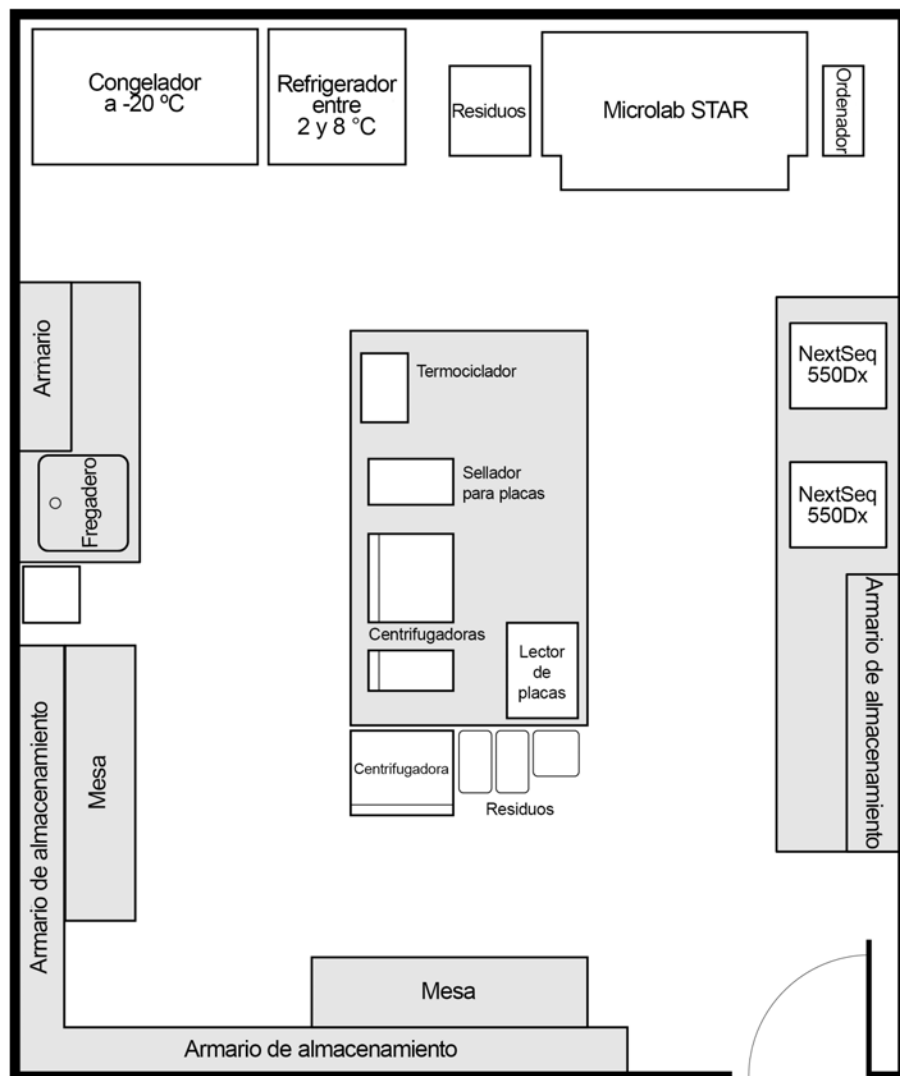 Congelador
a -20 ºC
Refrigerador
entre
2 y 8 °C
Residuos
Microlab STAR
Ordenador
Armario
Fregadero
Termociclador
Sellador
para placas
Centrifugadoras
Lector
de
placas
NextSeq
550Dx
NextSeq
550Dx
Armario de almacenamiento
Centrifugadora
Residuos
Armario de almacenamiento
Mesa
Mesa
Armario de almacenamiento